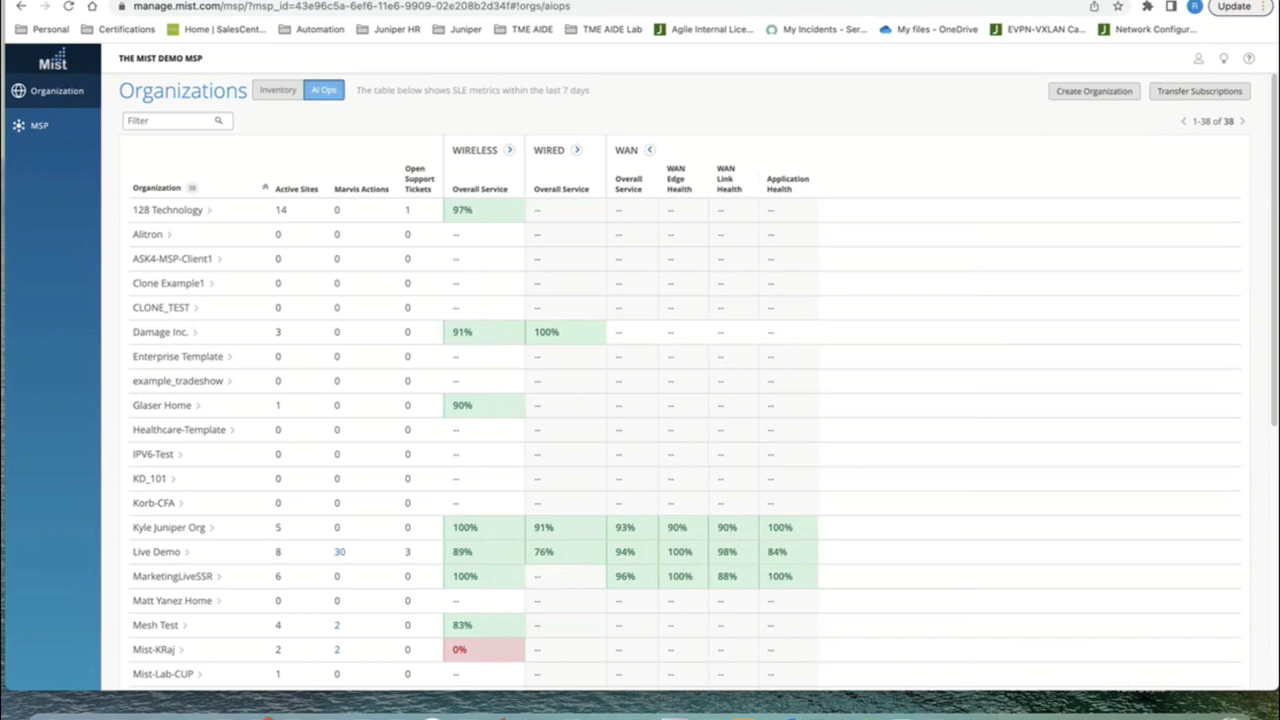 manage.mist.com/msp/?msp_id=43e96c5a-6ef6-11e6-9909-02e208b2d34f#!orgs/aiops
R
Update
Personal Certifications Home | SalesCent... Automation Juniper HR Juniper TME AIDE TME AIDE Lab Agile Internal Lice... My Incidents - Ser... My files - OneDrive EVPN-VXLAN Ca... Network Configur...
Mist
THE MIST DEMO MSP
Organization
MSP
Organizations Inventory AI Ops The table below shows SLE metrics within the last 7 days Create Organization Transfer Subscriptions
Filter 1-38 of 38
WIRELESS WIRED WAN
Organization 38 Active Sites Marvis Actions Open Support Tickets Overall Service Overall Service Overall Service WAN Edge Health WAN Link Health Application Health
128 Technology 14 0 1 97% -- -- -- -- --
Alitron 0 0 0 -- -- -- -- -- --
ASK4-MSP-Client1 0 0 0 -- -- -- -- -- --
Clone Example1 0 0 0 -- -- -- -- -- --
CLONE_TEST 0 0 0 -- -- -- -- -- --
Damage Inc. 3 0 0 91% 100% -- -- -- --
Enterprise Template 0 0 0 -- -- -- -- -- --
example_tradeshow 0 0 0 -- -- -- -- -- --
Glaser Home 1 0 0 90% -- -- -- -- --
Healthcare-Template 0 0 0 -- -- -- -- -- --
IPV6-Test 0 0 0 -- -- -- -- -- --
KD_101 0 0 0 -- -- -- -- -- --
Korb-CFA 0 0 0 -- -- -- -- -- --
Kyle Juniper Org 5 0 0 100% 91% 93% 90% 90% 100%
Live Demo 8 30 3 89% 76% 94% 100% 98% 84%
MarketingLiveSSR 6 0 0 100% -- 96% 100% 88% 100%
Matt Yanez Home 0 0 0 -- -- -- -- -- --
Mesh Test 4 2 0 83% -- -- -- -- --
Mist-KRaj 2 2 0 0% -- -- -- -- --
Mist-Lab-CUP 1 0 0 -- -- -- -- -- --